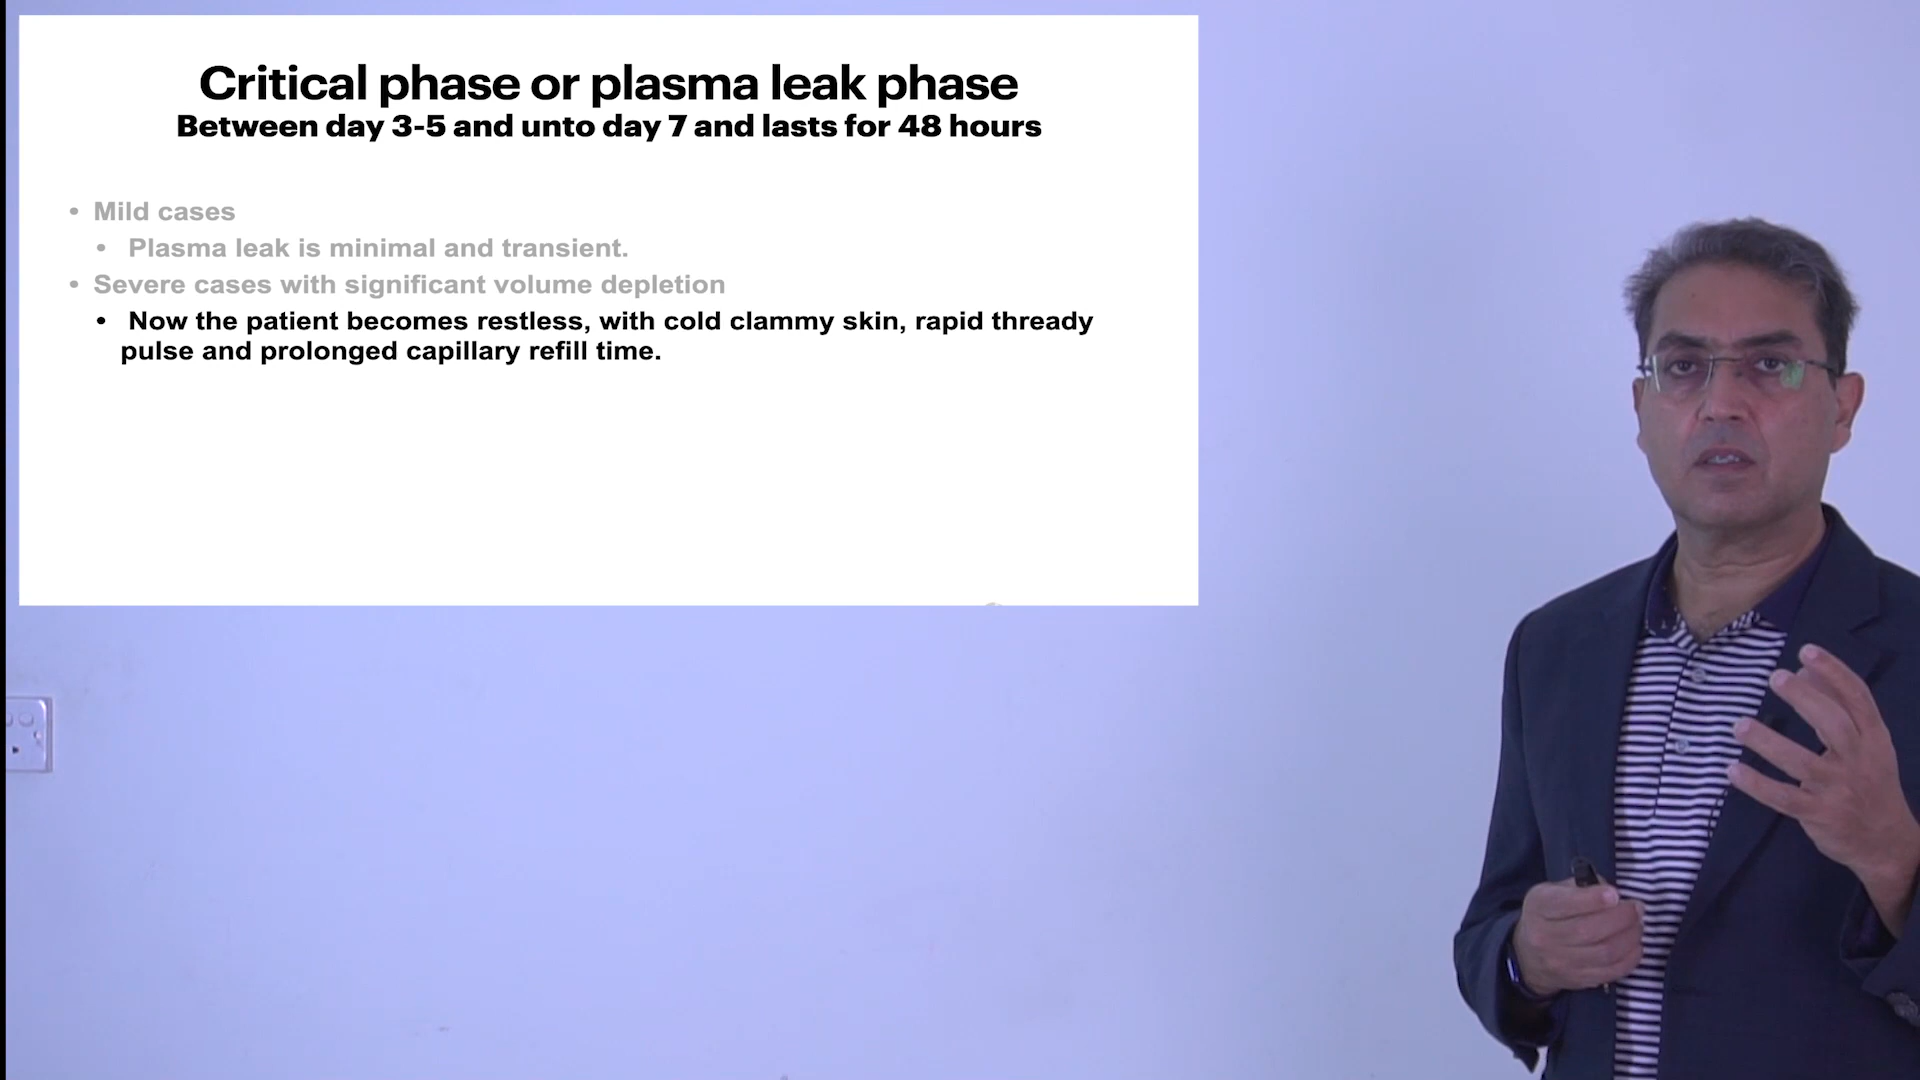 Critical phase or plasma leak phase
Between day 3-5 and unto day 7 and lasts for 48 hours
• Mild cases
• Plasma leak is minimal and transient.
• Severe cases with significant volume depletion
• Now the patient becomes restless, with cold clammy skin, rapid thready
pulse and prolonged capillary refill time.